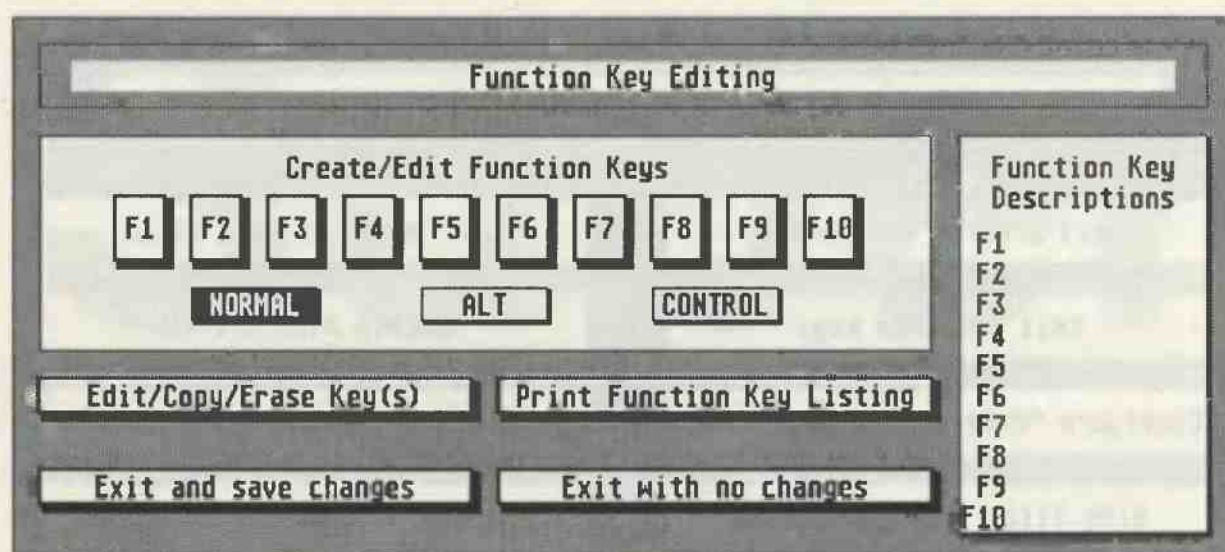 Function Key Editing
Create/Edit Function Keys
F1 F2 F3 F4 F5 F6 F7 F8 F9 F10
NORMAL ALT CONTROL
Edit/Copy/Erase Key(s) Print Function Key Listing
Exit and save changes Exit with no changes
Function Key
Descriptions
F1
F2
F3
F4
F5
F6
F7
F8
F9
F10